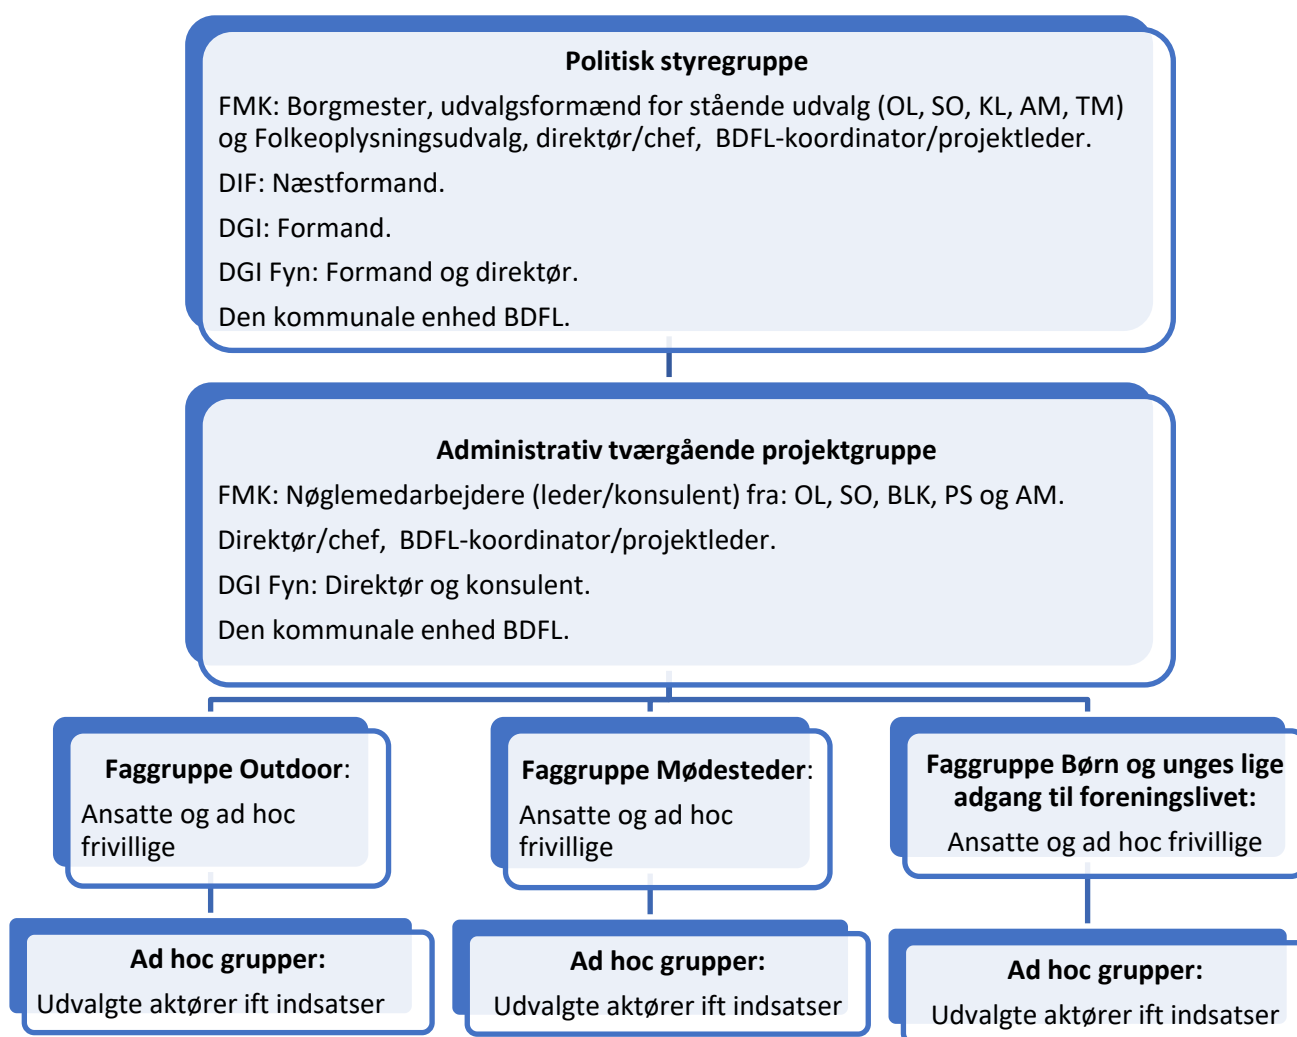 Politisk styregruppe
FMK: Borgmester, udvalgsformænd for stående udvalg (OL, SO, KL, AM, TM)
og Folkeoplysningsudvalg, direktør/chef,  BDFL-koordinator/projektleder.
DIF: Næstformand.
DGI: Formand.
DGI Fyn: Formand og direktør.
Den kommunale enhed BDFL.
Administrativ tværgående projektgruppe
FMK: Nøglemedarbejdere (leder/konsulent) fra: OL, SO, BLK, PS og AM.
Direktør/chef,  BDFL-koordinator/projektleder.
DGI Fyn: Direktør og konsulent.
Den kommunale enhed BDFL.
Faggruppe Outdoor:
Ansatte og ad hoc
frivillige
Faggruppe Mødesteder:
Ansatte og ad hoc
frivillige
Faggruppe Børn og unges lige
adgang til foreningslivet:
Ansatte og ad hoc frivillige
Ad hoc grupper:
Udvalgte aktører ift indsatser
Ad hoc grupper:
Udvalgte aktører ift indsatser
Ad hoc grupper:
Udvalgte aktører ift indsatser